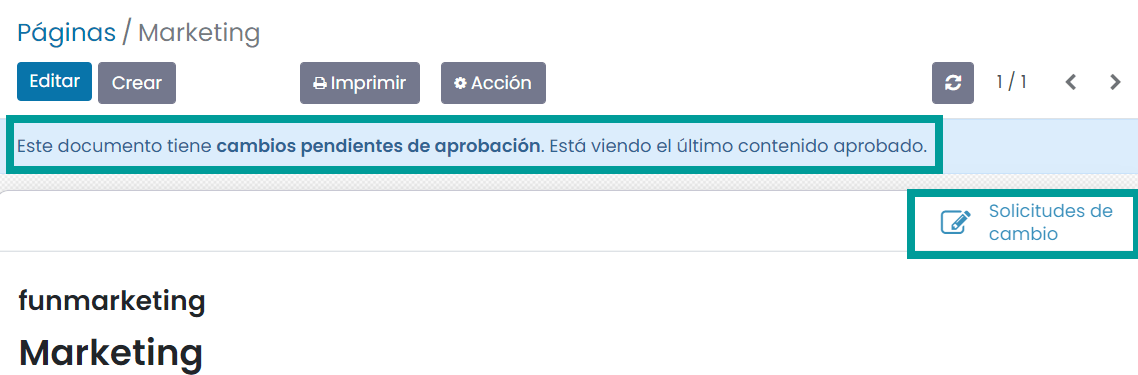 Páginas / Marketing
Editar Crear Imprimir Acción 1 / 1
Este documento tiene cambios pendientes de aprobación. Está viendo el último contenido aprobado.
Solicitudes de
cambio
funmarketing
Marketing